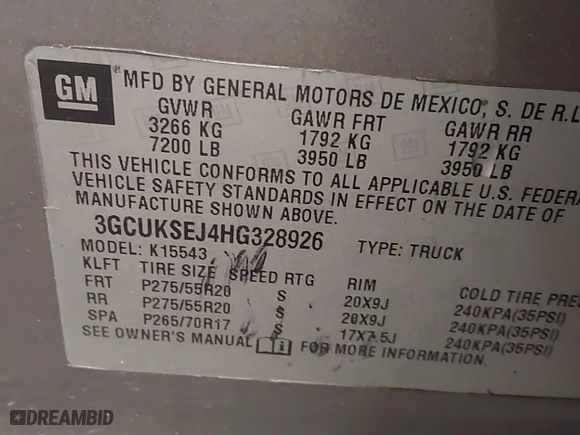 GM
MFD BY GENERAL MOTORS DE MEXICO, S. DE R.L
GVWR GAWR FRT GAWR RR
3266 KG 1792 KG 1792 KG
7200 LB 3950 LB 3950 LB
THIS VEHICLE CONFORMS TO ALL APPLICABLE U.S. FEDERA
VEHICLE SAFETY STANDARDS IN EFFECT ON THE DATE OF
MANUFACTURE SHOWN ABOVE.
3GCUKSEJ4HG328926
MODEL: K15543 TYPE: TRUCK
KLFT TIRE SIZE SPEED RTG RIM COLD TIRE PRE
FRT P275/55R20 S 20X9J 240KPA(35PSI)
RR P275/55R20 S 20X9J 240KPA(35PSI)
SPA P265/70R17 S 17X7.5J 240KPA(35PSI)
SEE OWNER'S MANUAL FOR MORE INFORMATION.
DREAMBID